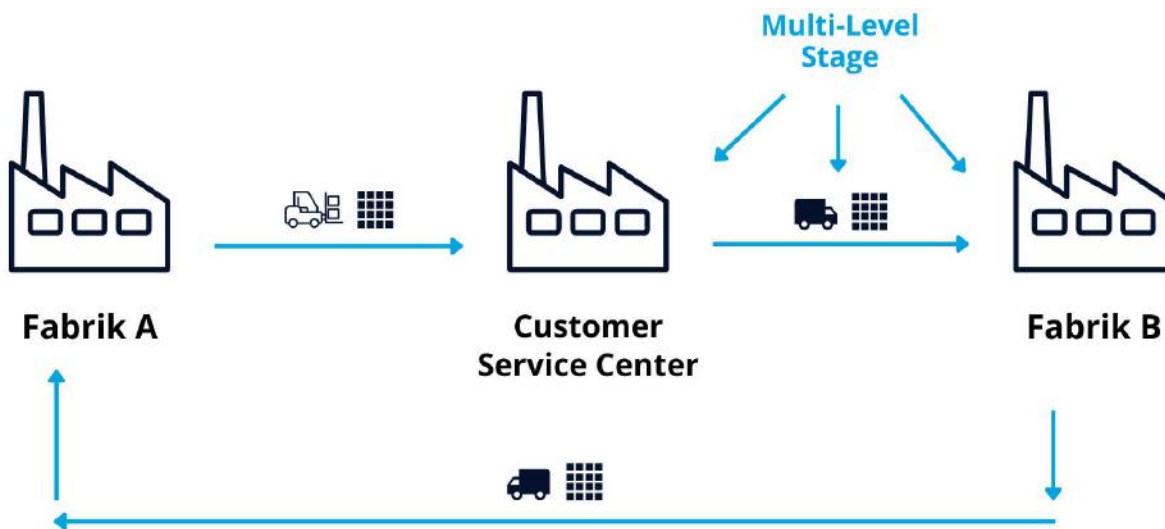 Multi-Level
Stage
Fabrik A
Customer
Service Center
Fabrik B